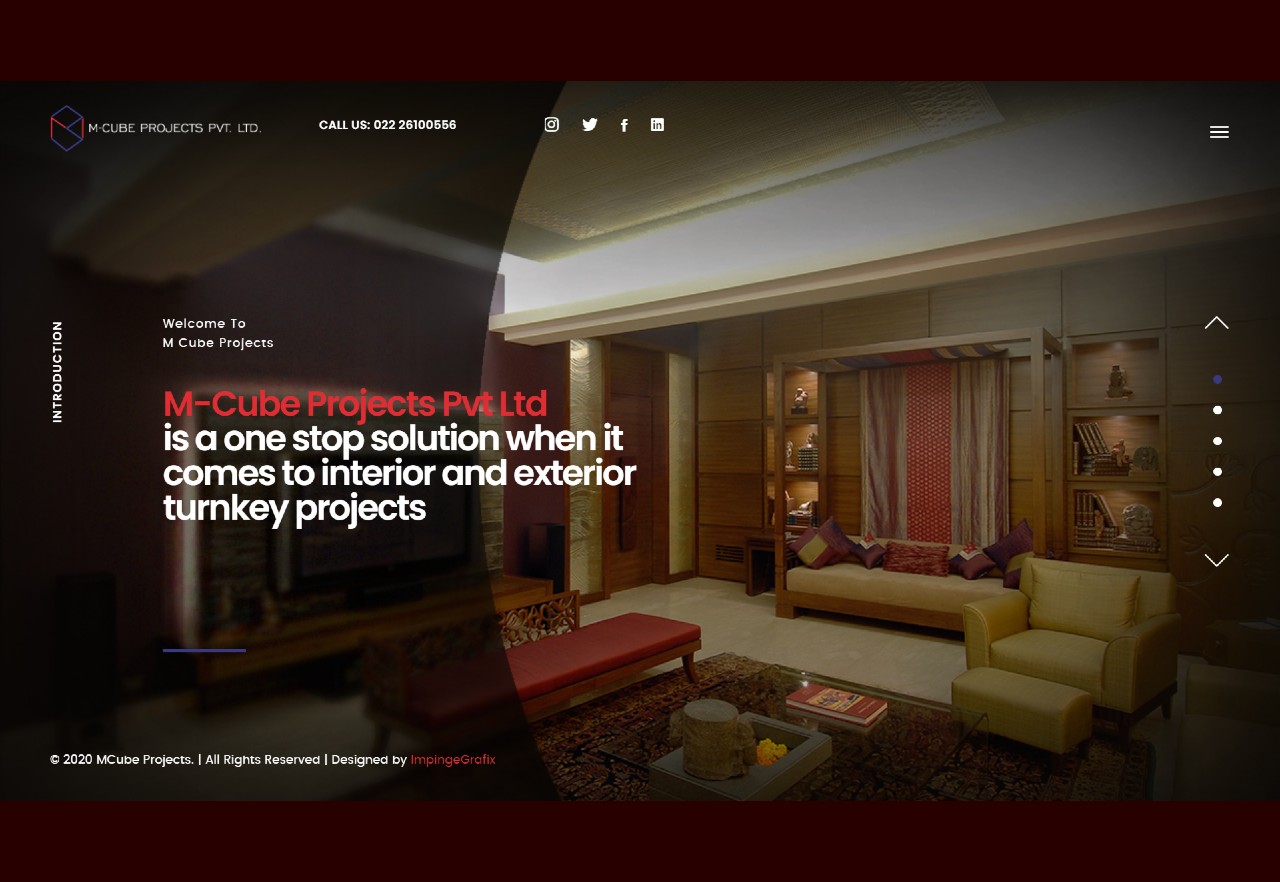 M-CUBE PROJECTS PVT. LTD.
CALL US: 022 26100556
INTRODUCTION
Welcome To
M Cube Projects
M-Cube Projects Pvt Ltd
is a one stop solution when it
comes to interior and exterior
turnkey projects
© 2020 MCube Projects. | All Rights Reserved | Designed by ImpingeGrafix